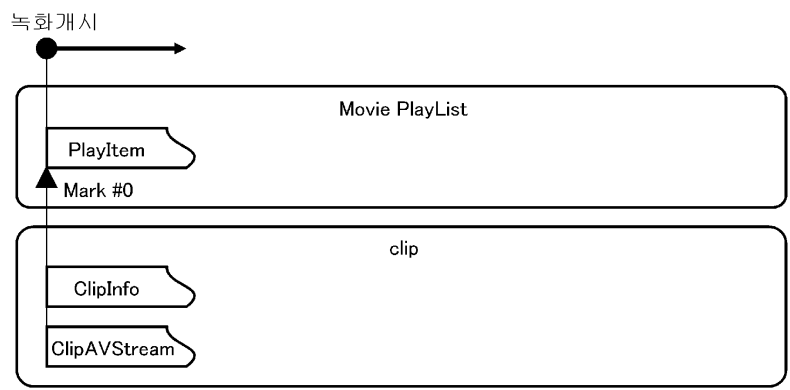 녹화개시
Movie PlayList
PlayItem
Mark #0
clip
ClipInfo
ClipAVStream